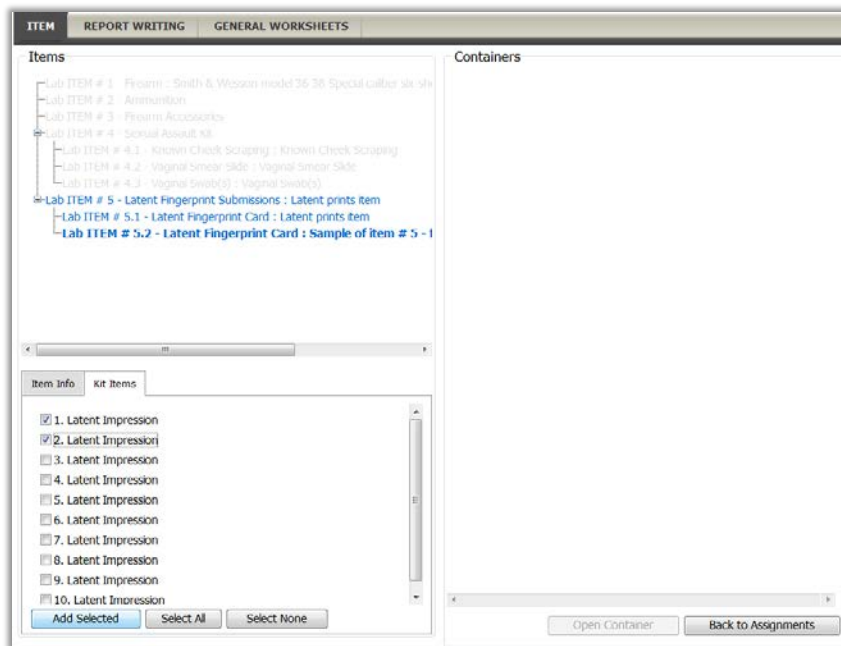 ITEM REPORT WRITING GENERAL WORKSHEETS
Items
Lab ITEM # 1 - Firearm : Smith & Wesson model 36 38 Special caliber six-sh
Lab ITEM # 2 - Ammunition
Lab ITEM # 3 - Firearm Accessories
Lab ITEM # 4 - Sexual Assault Kit
Lab ITEM # 4.1 - Known Cheek Scraping : Known Cheek Scraping
Lab ITEM # 4.2 - Vaginal Smear Slide : Vaginal Smear Slide
Lab ITEM # 4.3 - Vaginal Swab(s) : Vaginal Swab(s)
Lab ITEM # 5 - Latent Fingerprint Submissions : Latent prints item
Lab ITEM # 5.1 - Latent Fingerprint Card : Latent prints item
Lab ITEM # 5.2 - Latent Fingerprint Card : Sample of item # 5 -
Item Info Kit Items
1. Latent Impression
2. Latent Impression
3. Latent Impression
4. Latent Impression
5. Latent Impression
6. Latent Impression
7. Latent Impression
8. Latent Impression
9. Latent Impression
10. Latent Impression
Add Selected Select All Select None
Containers
Open Container Back to Assignments